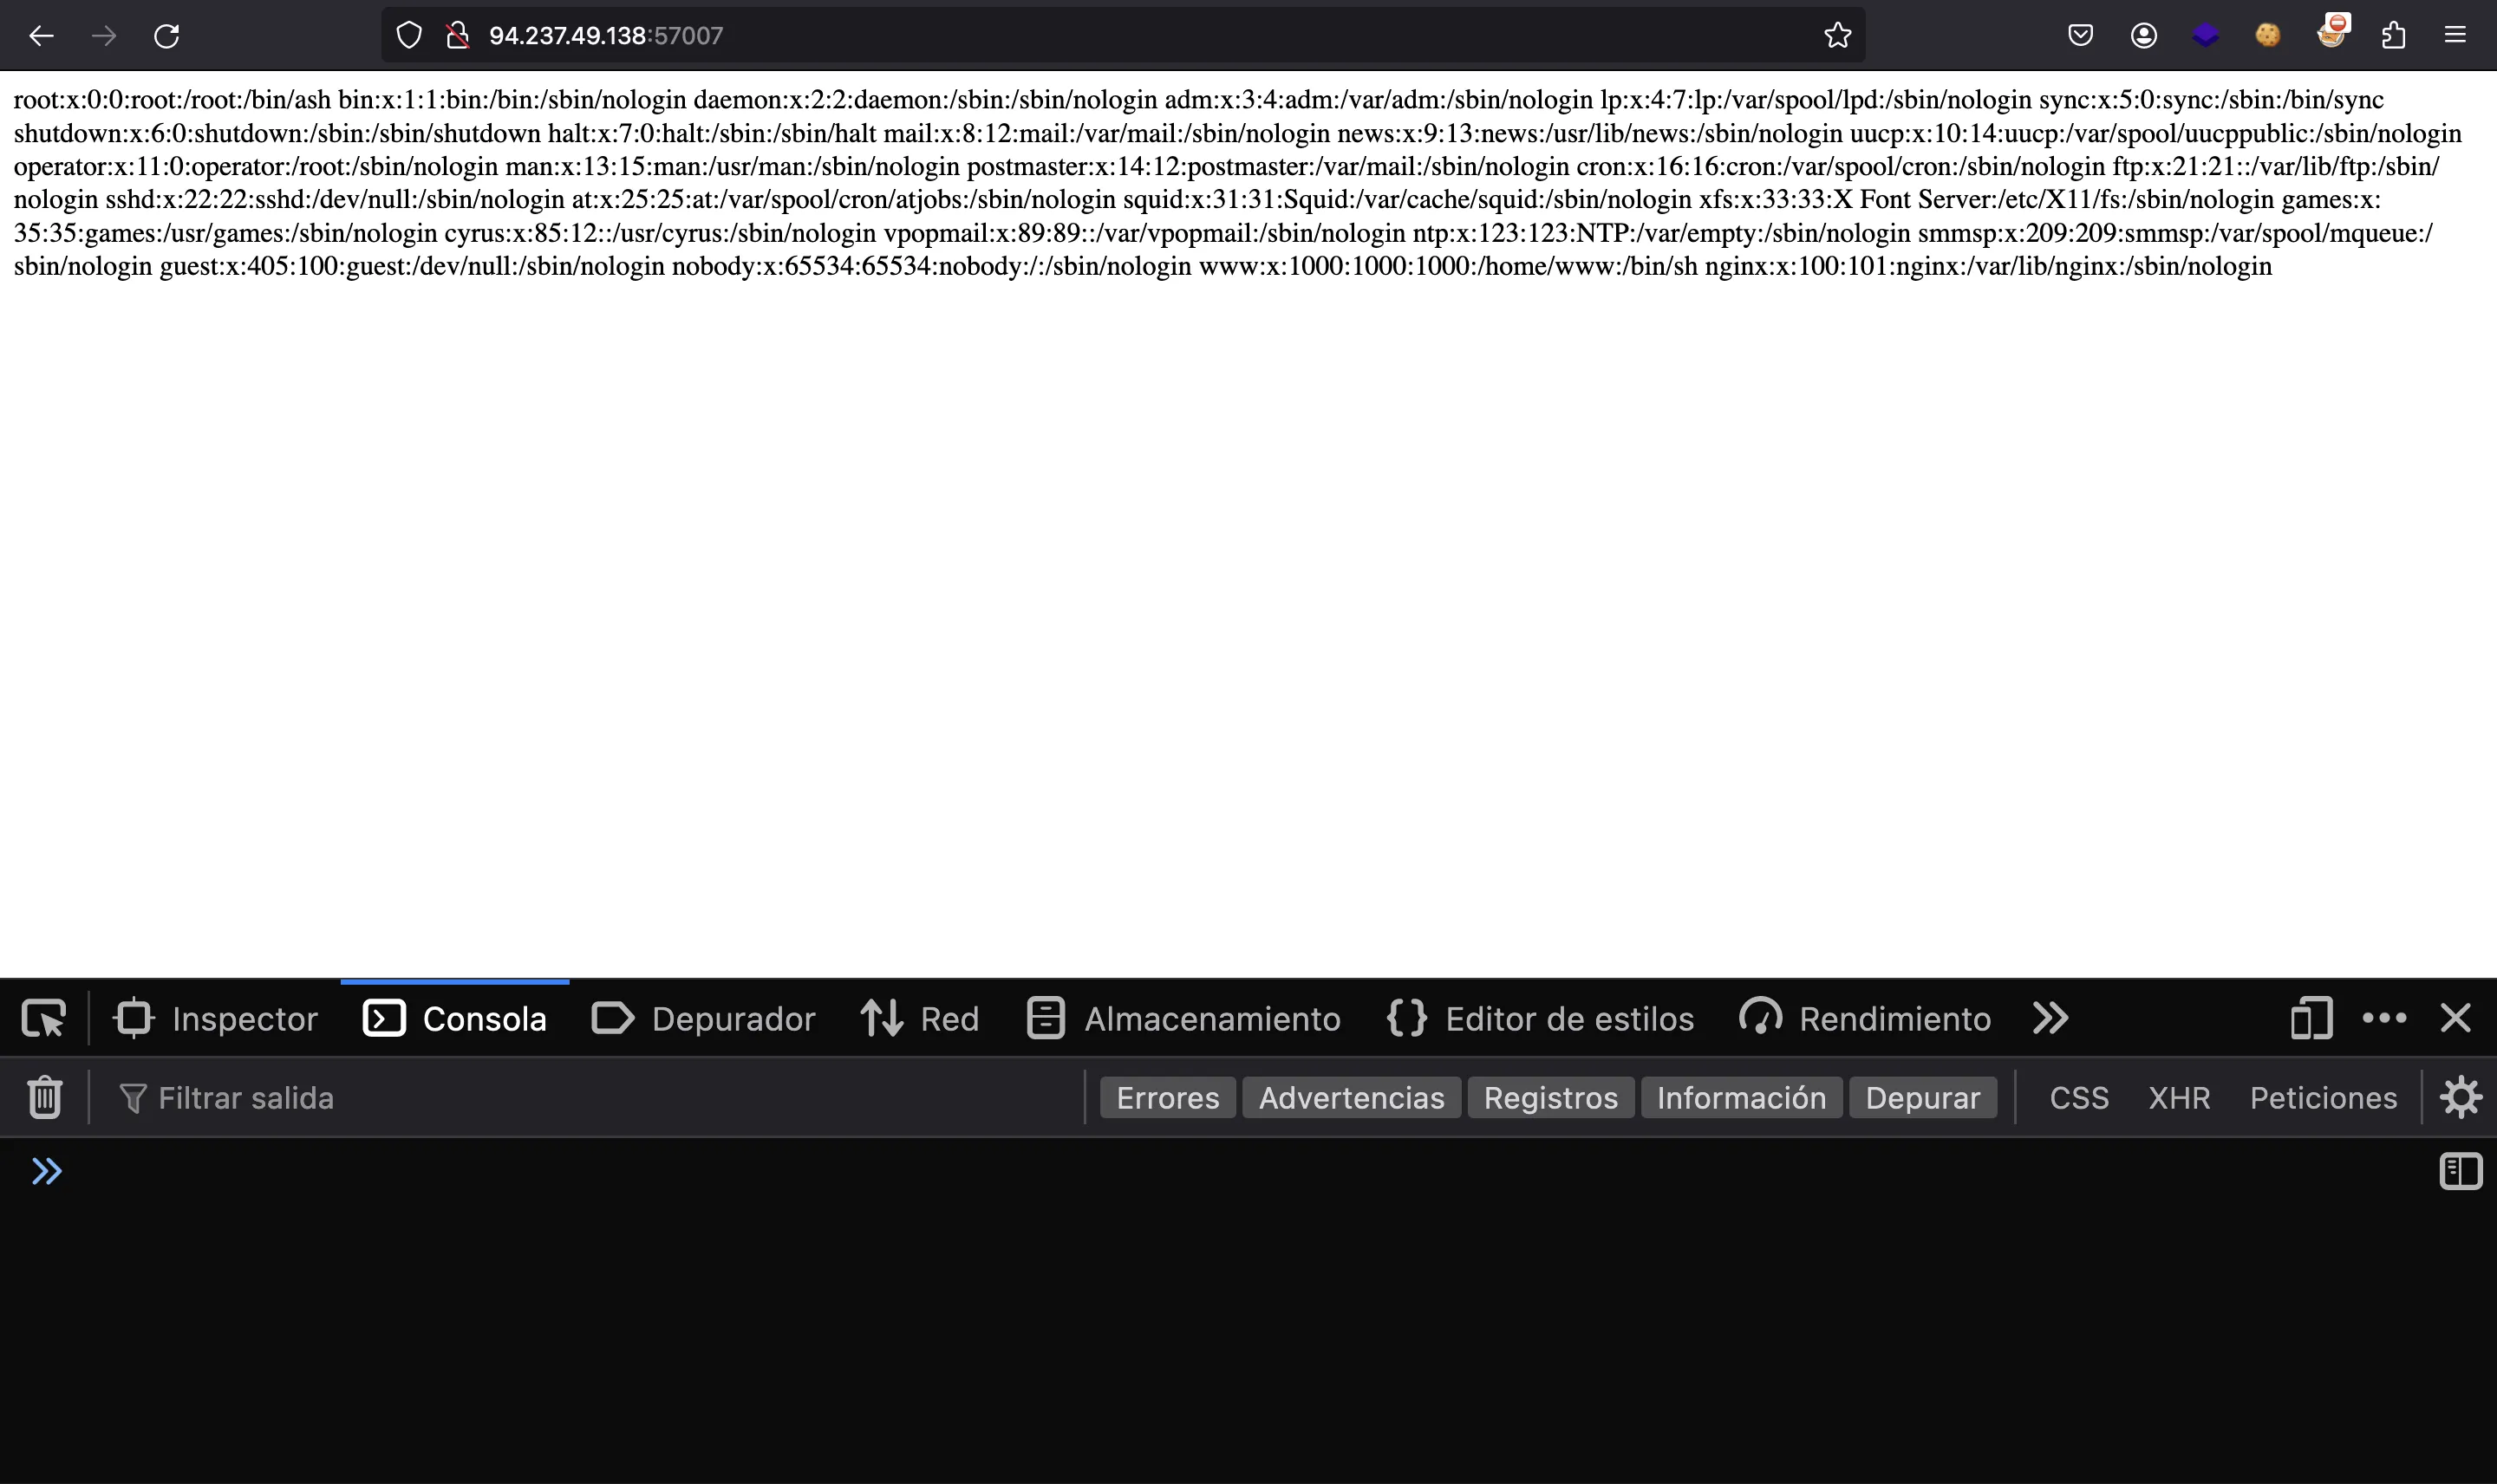 94.237.49.138:57007
root:x:0:0:root:/root:/bin/ash bin:x:1:1:bin:/bin:/sbin/nologin daemon:x:2:2:daemon:/sbin:/sbin/nologin adm:x:3:4:adm:/var/adm:/sbin/nologin lp:x:4:7:lp:/var/spool/lpd:/sbin/nologin sync:x:5:0:sync:/sbin:/bin/sync
shutdown:x:6:0:shutdown:/sbin:/sbin/shutdown halt:x:7:0:halt:/sbin:/sbin/halt mail:x:8:12:mail:/var/mail:/sbin/nologin news:x:9:13:news:/usr/lib/news:/sbin/nologin uucp:x:10:14:uucp:/var/spool/uucppublic:/sbin/nologin
operator:x:11:0:operator:/root:/sbin/nologin man:x:13:15:man:/usr/man:/sbin/nologin postmaster:x:14:12:postmaster:/var/mail:/sbin/nologin cron:x:16:16:cron:/var/spool/cron:/sbin/nologin ftp:x:21:21::/var/lib/ftp:/sbin/
nologin sshd:x:22:22:sshd:/dev/null:/sbin/nologin at:x:25:25:at:/var/spool/cron/atjobs:/sbin/nologin squid:x:31:31:Squid:/var/cache/squid:/sbin/nologin xfs:x:33:33:X Font Server:/etc/X11/fs:/sbin/nologin games:x:
35:35:games:/usr/games:/sbin/nologin cyrus:x:85:12::/usr/cyrus:/sbin/nologin vpopmail:x:89:89::/var/vpopmail:/sbin/nologin ntp:x:123:123:NTP:/var/empty:/sbin/nologin smmsp:x:209:209:smmsp:/var/spool/mqueue:/
sbin/nologin guest:x:405:100:guest:/dev/null:/sbin/nologin nobody:x:65534:65534:nobody:/:/sbin/nologin www:x:1000:1000:1000:/home/www:/bin/sh nginx:x:100:101:nginx:/var/lib/nginx:/sbin/nologin
Inspector Consola Depurador Red Almacenamiento Editor de estilos Rendimiento
Filtrar salida Errores Advertencias Registros Información Depurar CSS XHR Peticiones